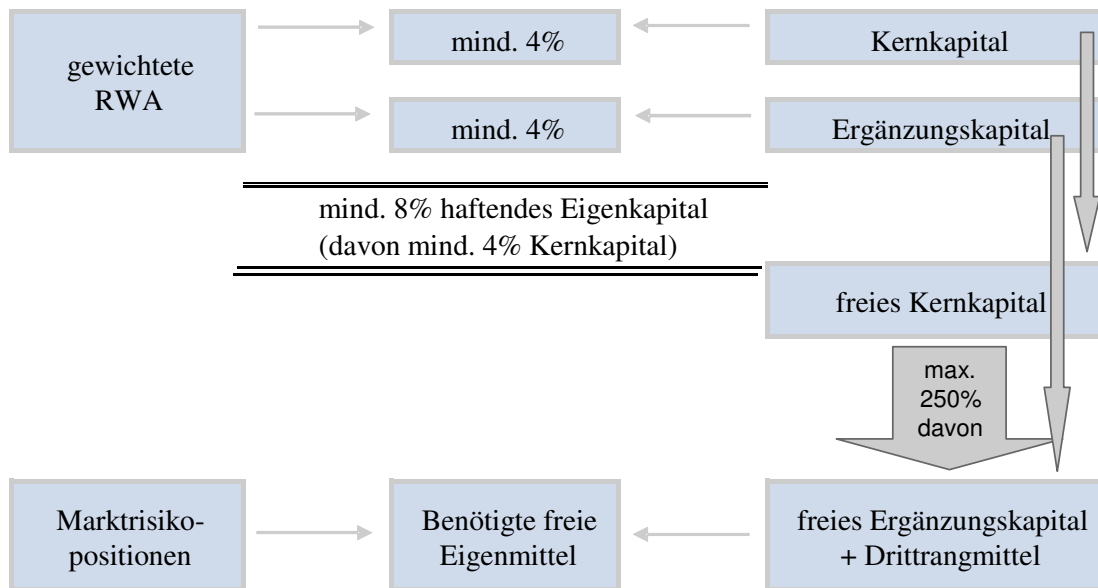 gewichtete
RWA
mind. 4%
Kernkapital
mind. 4%
Ergänzungskapital
mind. 8% haftendes Eigenkapital
(davon mind. 4% Kernkapital)
freies Kernkapital
max.
250%
davon
Marktrisiko-
positionen
Benötigte freie
Eigenmittel
freies Ergänzungskapital
+ Drittrangmittel